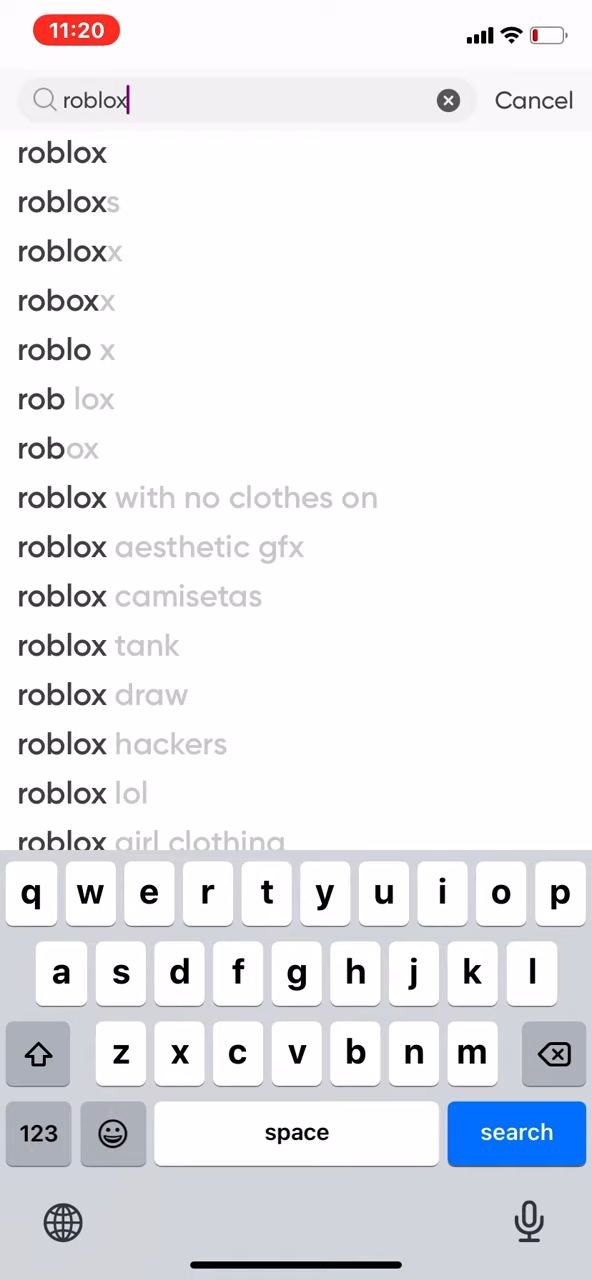 11:20
roblox Cancel
roblox
robloxs
robloxx
roboxx
roblo x
rob lox
robox
roblox with no clothes on
roblox aesthetic gfx
roblox camisetas
roblox tank
roblox draw
roblox hackers
roblox lol
roblox girl clothing
q w e r t y u i o p
a s d f g h j k l
z x c v b n m
123 space search